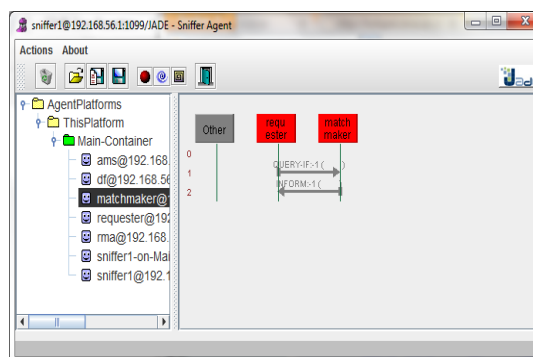 sniffer1@192.168.56.1:1099/JADE - Sniffer Agent
Actions About
AgentPlatforms
ThisPlatform
Main-Container
ams@192.168.
df@192.168.56
matchmaker@
requester@192
rma@192.168.
sniffer1-on-Mai
sniffer1@192.1
Other
requ
ester
match
maker
0
1
2
QUERY-IF:-1 ( )
INFORM:-1 (
Jad